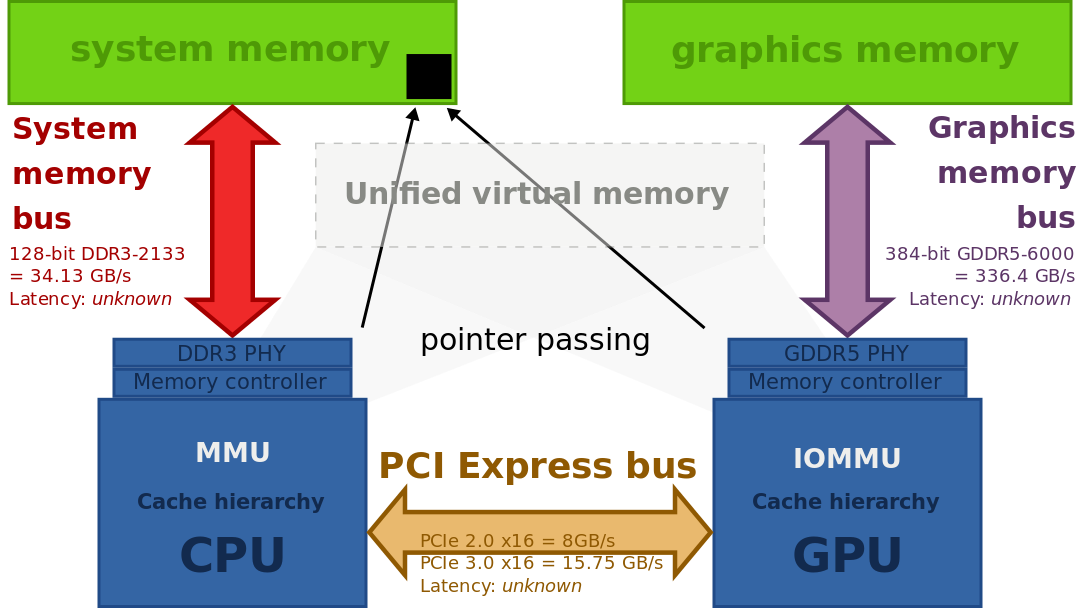 system memory
graphics memory
System
memory
bus
128-bit DDR3-2133
= 34.13 GB/s
Latency: unknown
Unified virtual memory
Graphics
memory
bus
384-bit GDDR5-6000
= 336.4 GB/s
Latency: unknown
pointer passing
DDR3 PHY
Memory controller
MMU
Cache hierarchy
CPU
PCI Express bus
PCIe 2.0 x16 = 8GB/s
PCIe 3.0 x16 = 15.75 GB/s
Latency: unknown
GDDR5 PHY
Memory controller
IOMMU
Cache hierarchy
GPU